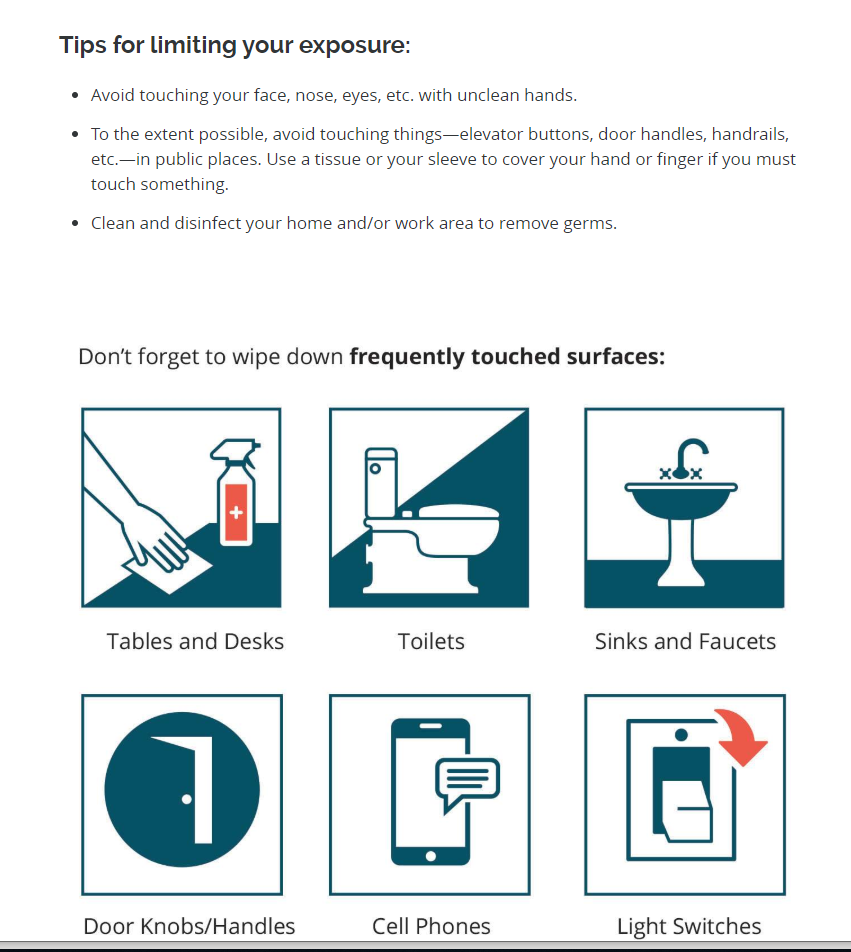 Tips for limiting your exposure:
• Avoid touching your face, nose, eyes, etc. with unclean hands.
• To the extent possible, avoid touching things—elevator buttons, door handles, handrails,
etc.—in public places. Use a tissue or your sleeve to cover your hand or finger if you must
touch something.
• Clean and disinfect your home and/or work area to remove germs.
Don’t forget to wipe down frequently touched surfaces:
Tables and Desks
Toilets
Sinks and Faucets
Door Knobs/Handles
Cell Phones
Light Switches